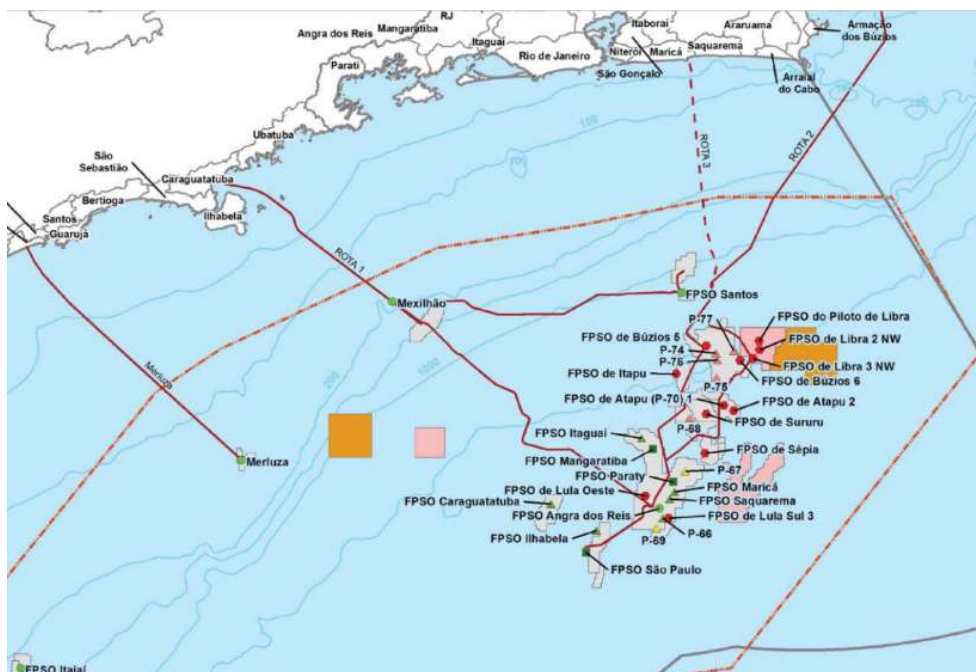 RJ
Angra dos Reis
Mangaratiba
Itaguaí
Parati
Rio de Janeiro
Itaboraí
Niterói
Maricá
São Gonçalo
Saquarema
Araruama
Armação
dos Búzios
Arraial
do Cabo
Ubatuba
São
Sebastião
Caraguatatuba
Bertioga
Ilhabela
Santos
Guarujá
100
ROTA 3
ROTA 2
ROTA 1
Mexilhão
FPSO Santos
200
1000
Merluza
Merluza
P-77
FPSO do Piloto de Libra
FPSO de Búzios 5
FPSO de Libra 2 NW
P-74
P-76
FPSO de Libra 3 NW
FPSO de Itapu
FPSO de Búzios 6
P-75
FPSO de Atapu (P-70) 1
FPSO de Atapu 2
P-68
FPSO de Sururu
FPSO Itaguaí
FPSO Mangaratiba
FPSO de Sépia
FPSO Paraty
P-67
FPSO de Lula Oeste
FPSO Maricá
FPSO Caraguatatuba
FPSO Saquarema
FPSO Angra dos Reis
FPSO de Lula Sul 3
FPSO Ilhabela
P-66
P-69
FPSO São Paulo
FPSO Itajaí